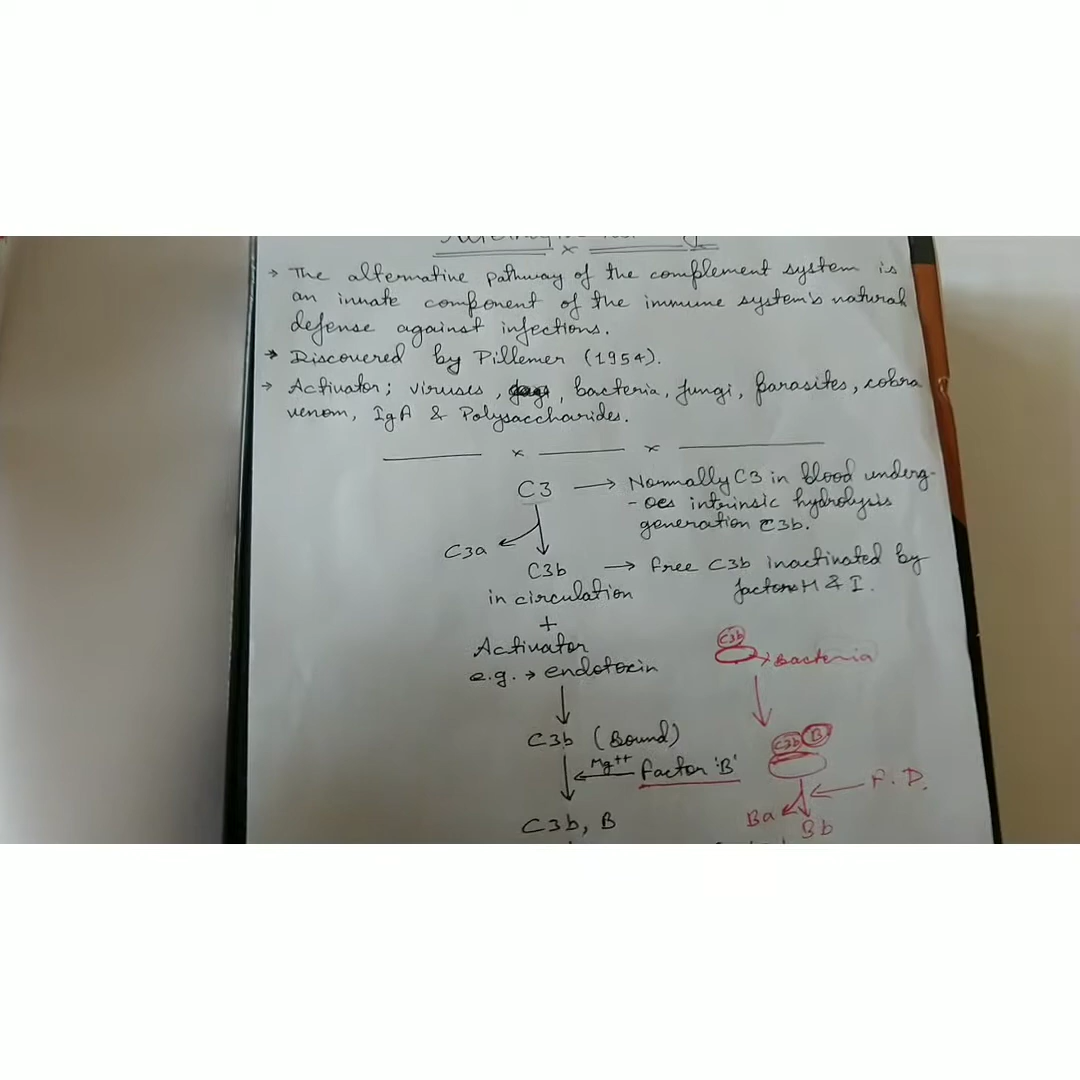 → The alternative pathway of the complement system is
an innate component of the immune system's natural
defense against infections.
→ Discovered by Pillemer (1954).
→ Activator; viruses, , bacteria, fungi, parasites, cobra
venom, IgA & Polysaccharides.
x x
C3 → Normally C3 in blood underg-
- oes intrinsic hydrolysis
generation C3b.
C3a
C3b → free C3b inactivated by
factors H & I.
in circulation
+
Activator
e.g. → endotoxin
C3b
→ Bacteria
C3b (Bound)
C3b B
Mg++ factor 'B'
F.D.
Ba
Bb
C3b, B